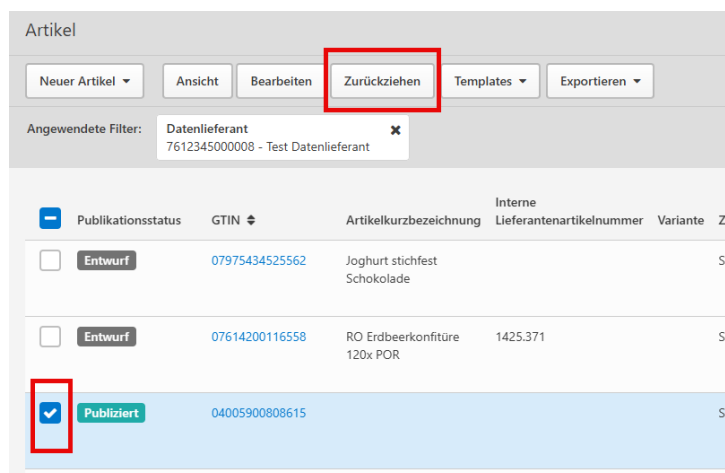 Artikel
Neuer Artikel Ansicht Bearbeiten Zurückziehen Templates Exportieren
Angewendete Filter: Datenlieferant
7612345000008 - Test Datenlieferant
Interne
Publikationsstatus GTIN Artikelkurzbezeichnung Lieferantenartikelnummer Variante Z
Entwurf 07975434525562 Joghurt stichfest S
Schokolade
Entwurf 07614200116558 RO Erdbeerkonfitüre 1425.371 S
120x POR
Publiziert 04005900808615 S